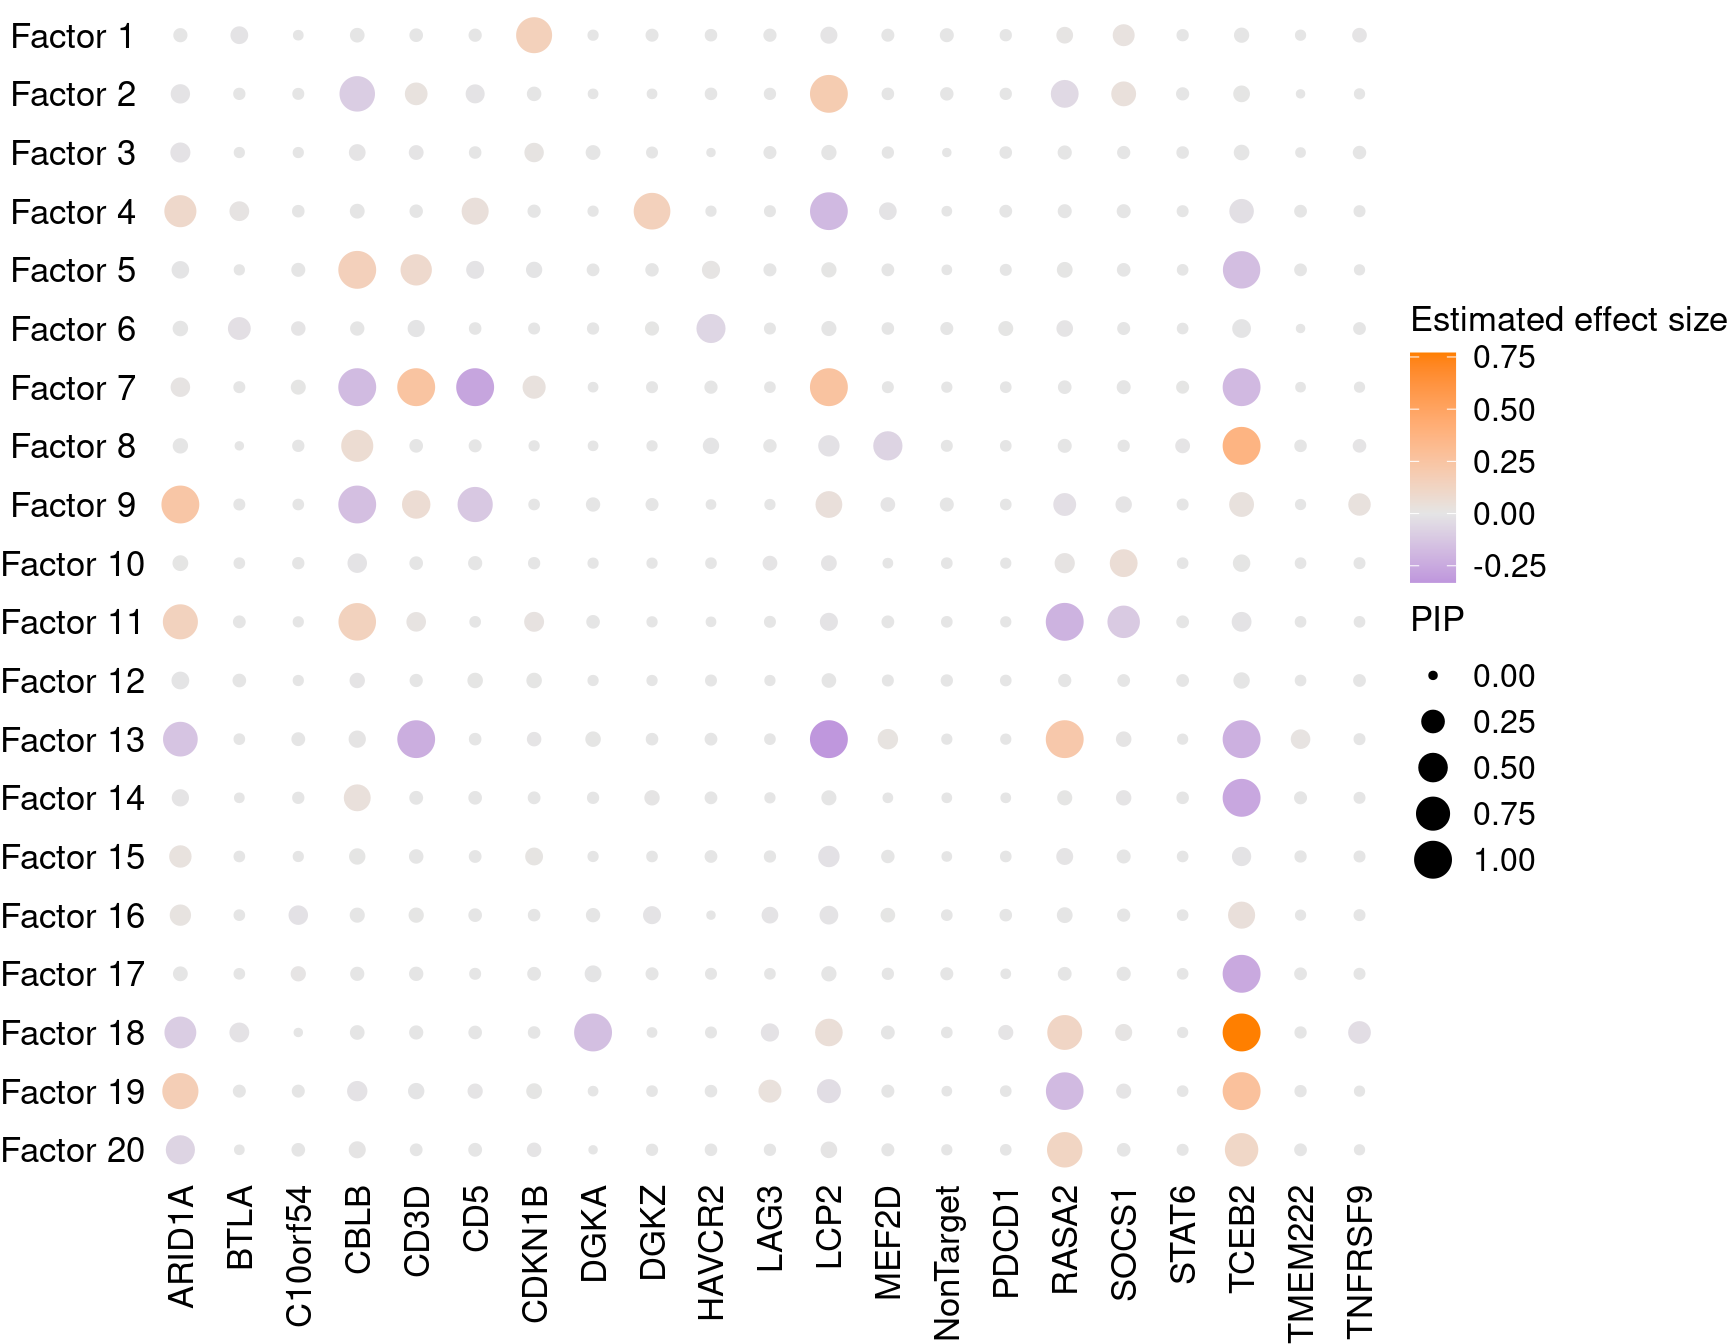 Factor 1
Factor 2
Factor 3
Factor 4
Factor 5
Factor 6
Factor 7
Factor 8
Factor 9
Factor 10
Factor 11
Factor 12
Factor 13
Factor 14
Factor 15
Factor 16
Factor 17
Factor 18
Factor 19
Factor 20
ARID1A
BTLA
C10orf54
CBLB
CD3D
CD5
CDKN1B
DGKA
DGKZ
HAVCR2
LAG3
LCP2
MEF2D
NonTarget
PDCD1
RASA2
SOCS1
STAT6
TCEB2
TMEM222
TNFRSF9
Estimated effect size
0.75
0.50
0.25
0.00
-0.25
PIP
0.00
0.25
0.50
0.75
1.00